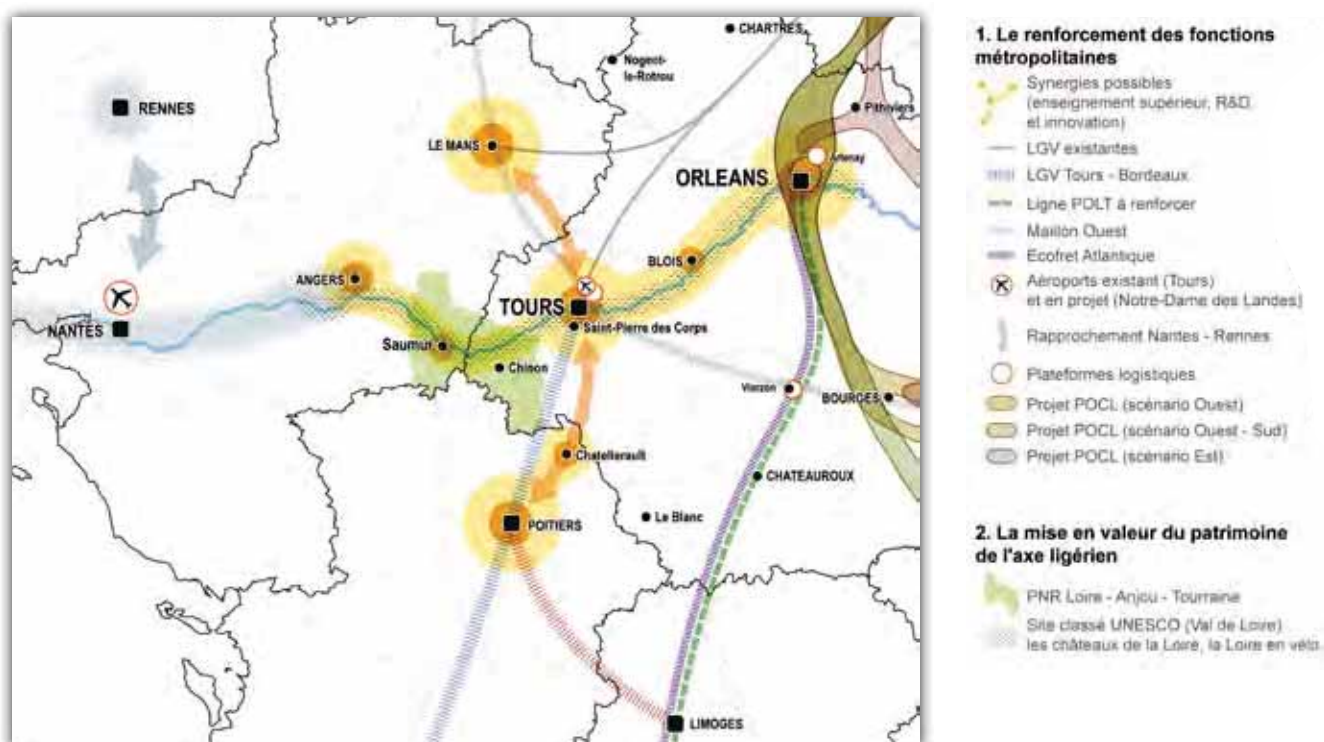 CHARTRES
Nogent-
le-Rotrou
RENNES
Pithiviers
LE MANS
Artenay
ORLEANS
BLOIS
ANGERS
TOURS
NANTES
Saint-Pierre des Corps
Saumur
Chinon
Vierzon
BOURGES
Chatellerault
CHATEAUROUX
Le Blanc
POITIERS
LIMOGES
1. Le renforcement des fonctions
métropolitaines
Synergies possibles
(enseignement supérieur, R&D,
et innovation)
LGV existantes
LGV Tours - Bordeaux
Ligne POLT à renforcer
Maillon Ouest
Ecofret Atlantique
Aéroports existant (Tours)
et en projet (Notre-Dame des Landes)
Rapprochement Nantes - Rennes
Plateformes logistiques
Projet POCL (scénario Ouest)
Projet POCL (scénario Ouest - Sud)
Projet POCL (scénario Est)
2. La mise en valeur du patrimoine
de l'axe ligérien
PNR Loire - Anjou - Tourraine
Site classé UNESCO (Val de Loire)
les châteaux de la Loire, la Loire en vélo